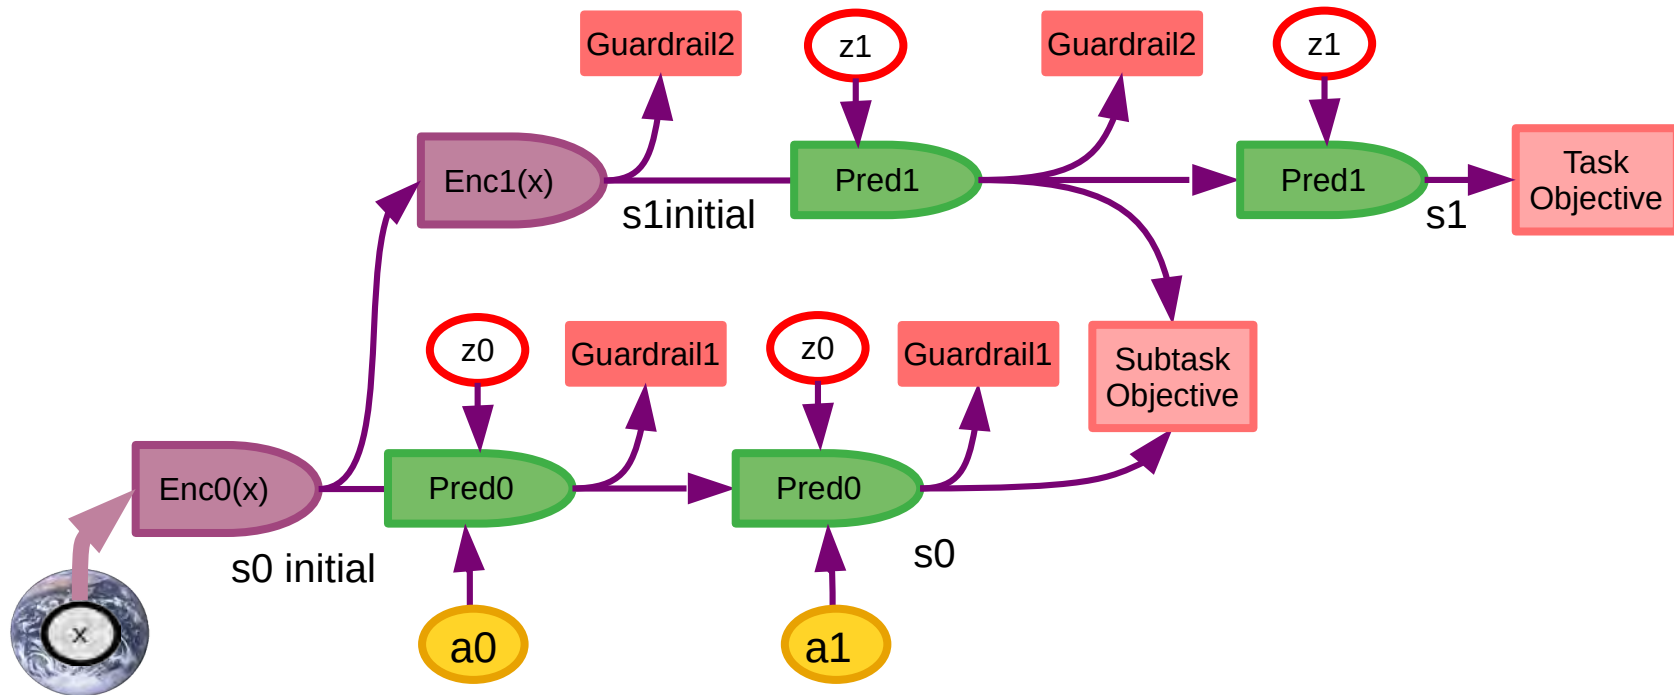 Guardrail2
z1
Guardrail2
z1
Enc1(x)
Pred1
Pred1
Task
Objective
s1initial
s1
z0
Guardrail1
z0
Guardrail1
Subtask
Objective
Enc0(x)
Pred0
Pred0
s0 initial
s0
x
a0
a1